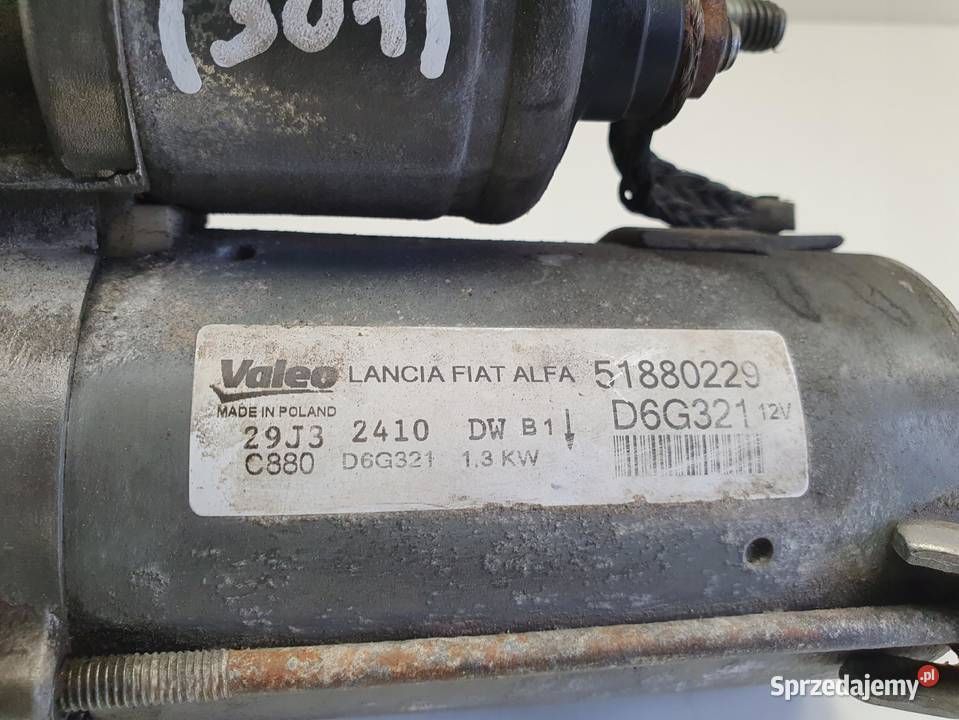 (301)
Valeo LANCIA FIAT ALFA 51880229
MADE IN POLAND D6G321 12V
29J3 2410 DW B1
C880 D6G321 1.3 KW
Sprzedajemy.pl